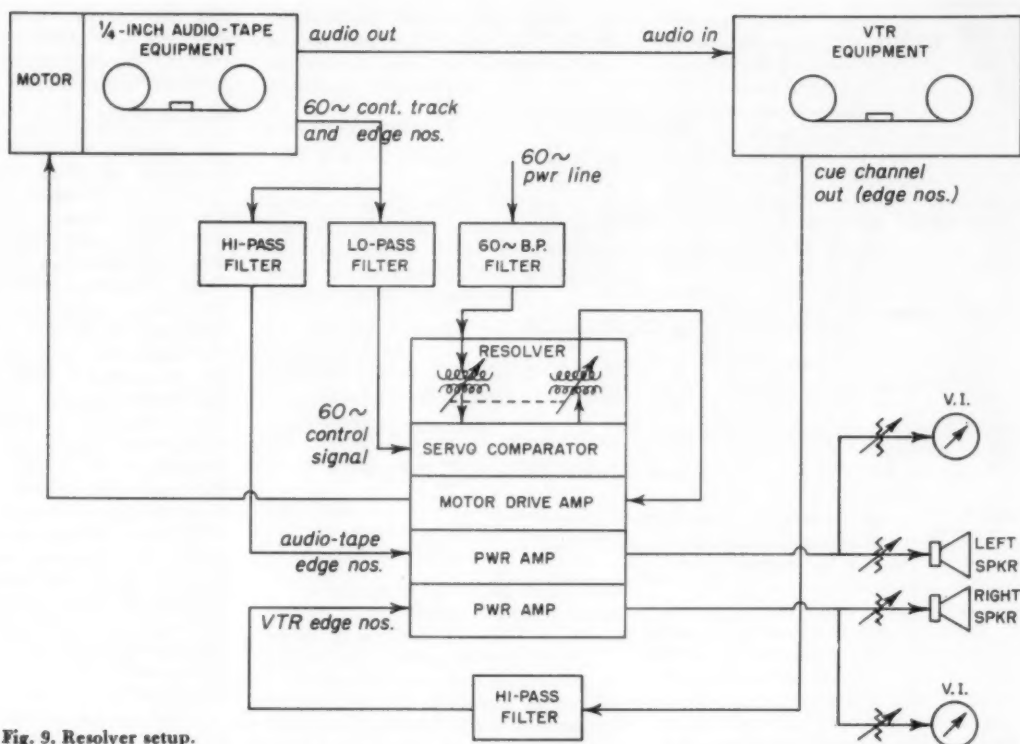 ¼-INCH AUDIO-TAPE
EQUIPMENT
MOTOR
audio out
audio in
VTR
EQUIPMENT
60~ cont. track
and edge nos.
60~
pwr line
cue channel
out (edge nos.)
HI-PASS
FILTER
LO-PASS
FILTER
60~ B.P.
FILTER
RESOLVER
60~
control
signal
SERVO COMPARATOR
MOTOR DRIVE AMP
audio-tape
edge nos.
PWR AMP
VTR edge nos.
PWR AMP
V.I.
LEFT
SPKR
RIGHT
SPKR
V.I.
HI-PASS
FILTER
Fig. 9. Resolver setup.